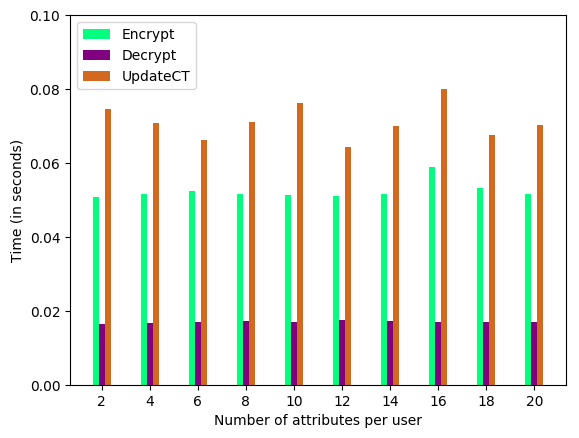 Encrypt
Decrypt
UpdateCT
0.10
0.08
0.06
0.04
0.02
0.00
Time (in seconds)
2 4 6 8 10 12 14 16 18 20
Number of attributes per user